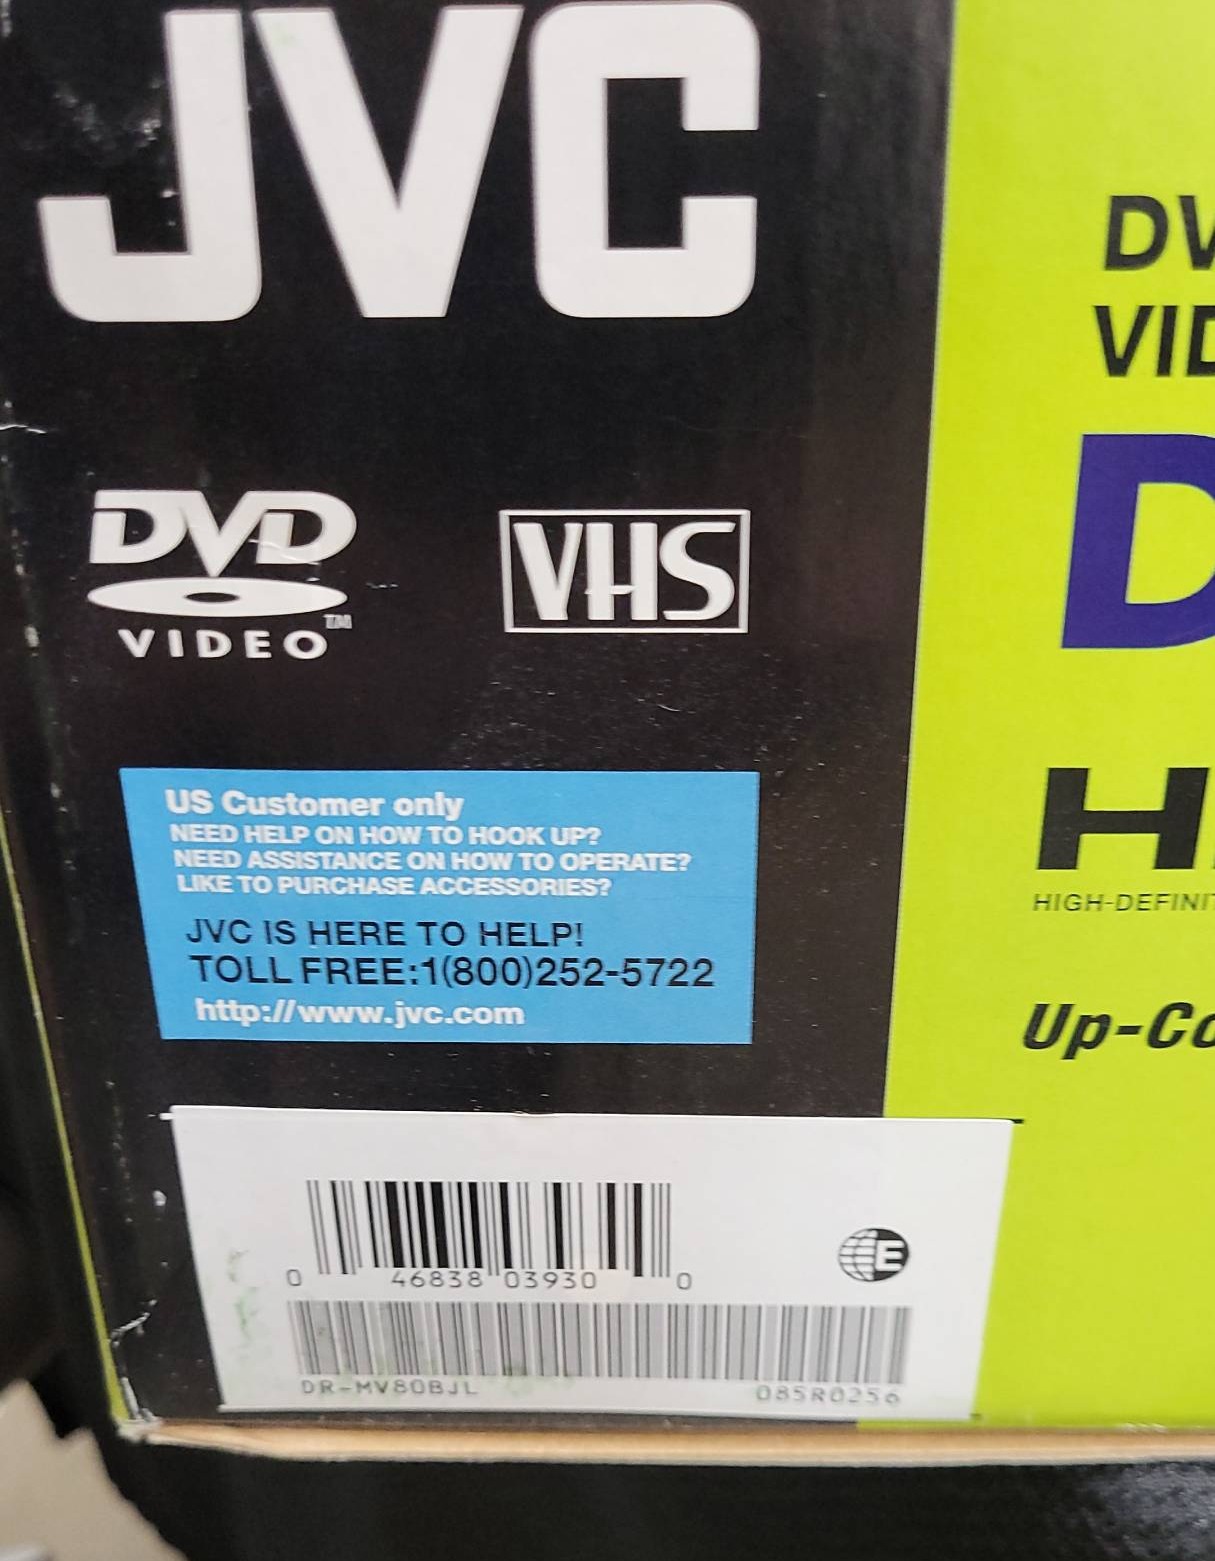 JVC
DV
VID
D
DVD
VIDEO
TM
VHS
H
HIGH-DEFINIT
Up-Co
US Customer only
NEED HELP ON HOW TO HOOK UP?
NEED ASSISTANCE ON HOW TO OPERATE?
LIKE TO PURCHASE ACCESSORIES?
JVC IS HERE TO HELP!
TOLL FREE:1(800)252-5722
http://www.jvc.com
0 46838 03930 0
E
DR-MV80BJL 085R0256